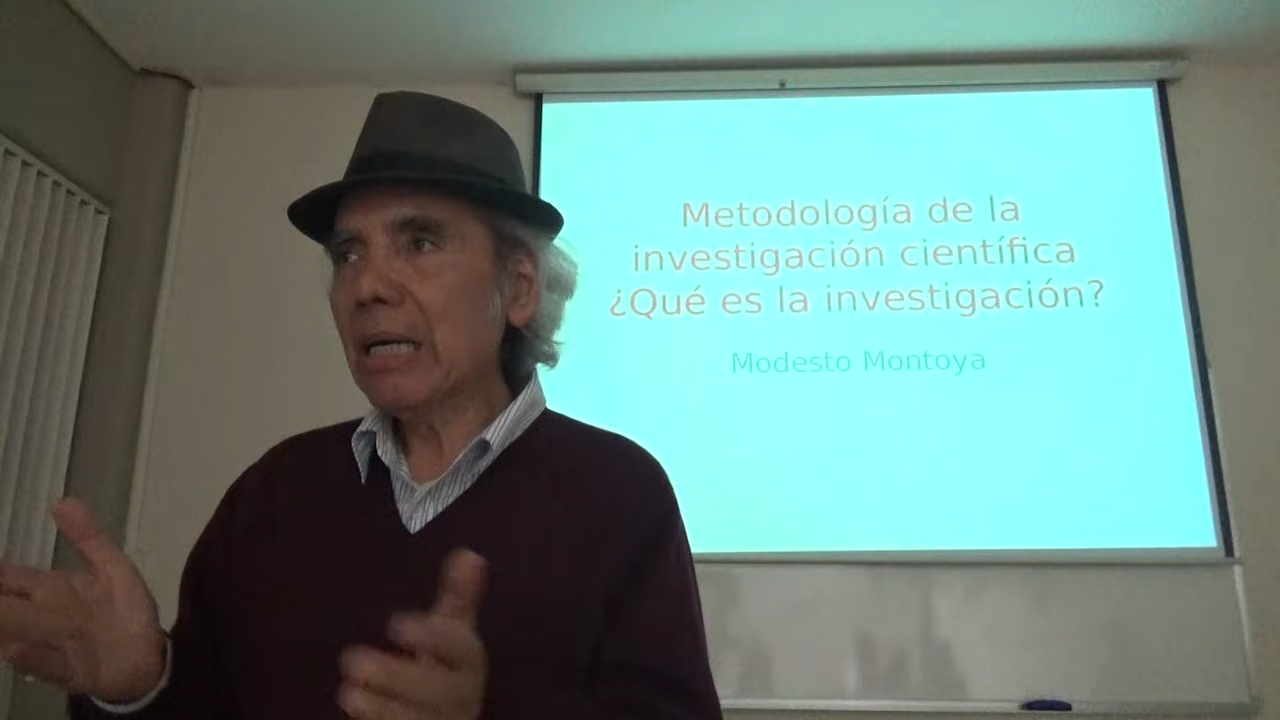 Metodología de la
investigación científica
¿Qué es la investigación?
Modesto Montoya